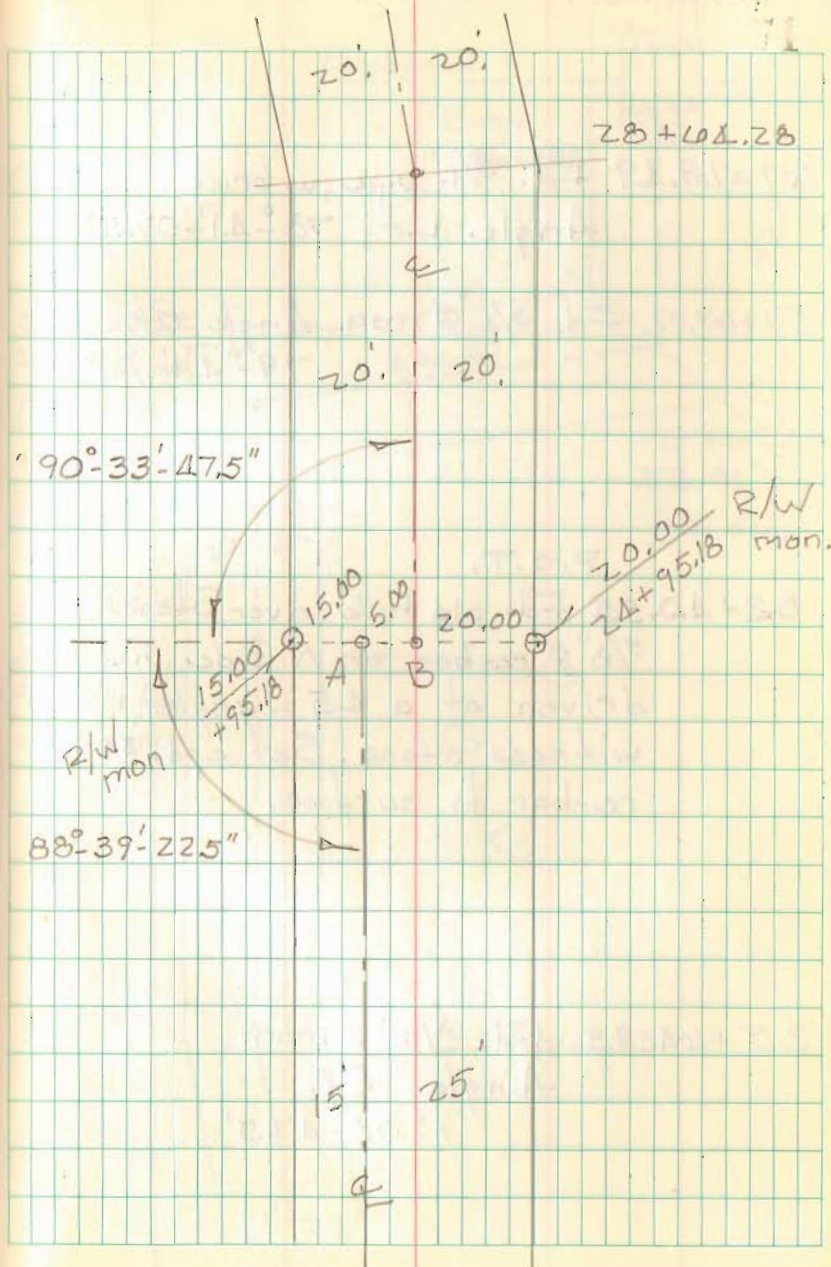 71
20'. 20'.
28+64.28
℄
20'. 20'.
90°-33'-47.5"
20.00
24+95.18
R/W
mon.
15.00 5.00 20.00
15.00
+95.18
A B
R/W
mon
88°-39'-22.5"
15' 25'
℄